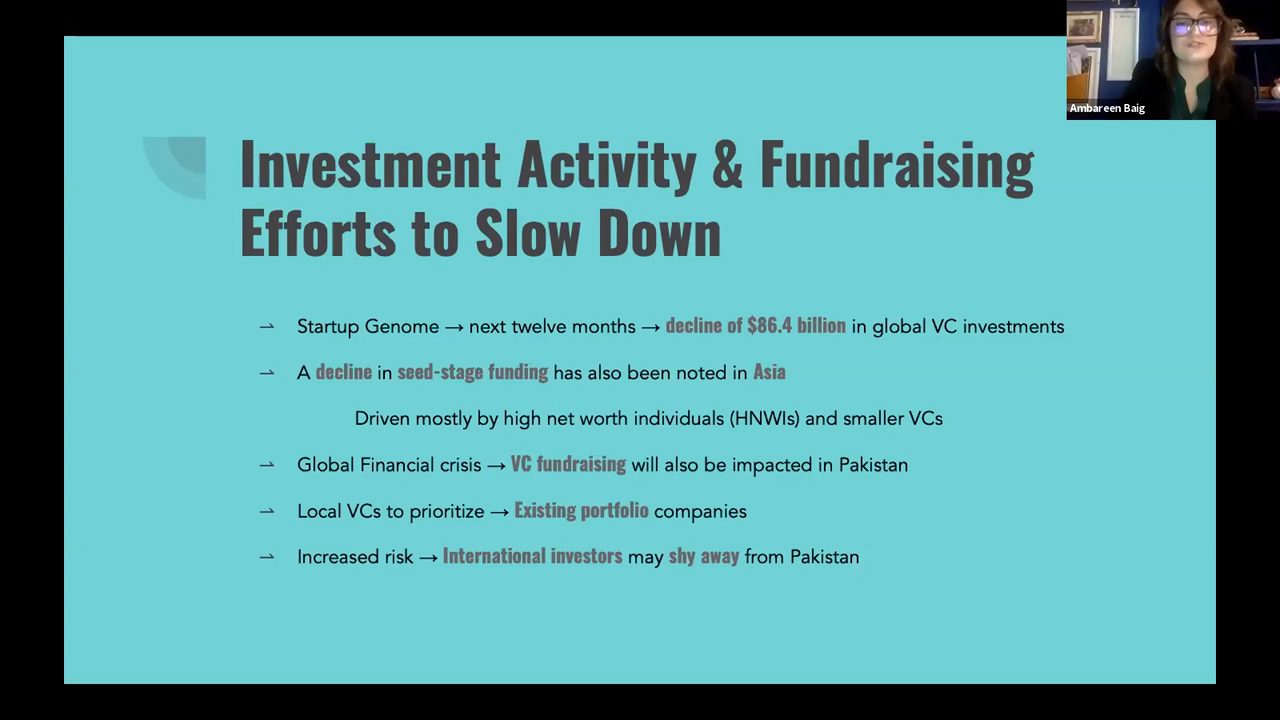 Ambareen Baig
Investment Activity & Fundraising
Efforts to Slow Down
⇀ Startup Genome → next twelve months → decline of $86.4 billion in global VC investments
⇀ A decline in seed-stage funding has also been noted in Asia
Driven mostly by high net worth individuals (HNWIs) and smaller VCs
⇀ Global Financial crisis → VC fundraising will also be impacted in Pakistan
⇀ Local VCs to prioritize → Existing portfolio companies
⇀ Increased risk → International investors may shy away from Pakistan